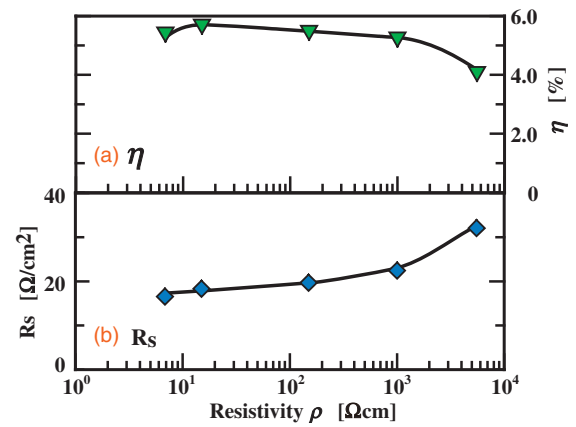 6.0
4.0
2.0
0
η [%]
(a) η
40
20
0
Rs [Ω/cm2]
(b) Rs
10^0 10^1 10^2 10^3 10^4
Resistivity ρ [Ωcm]